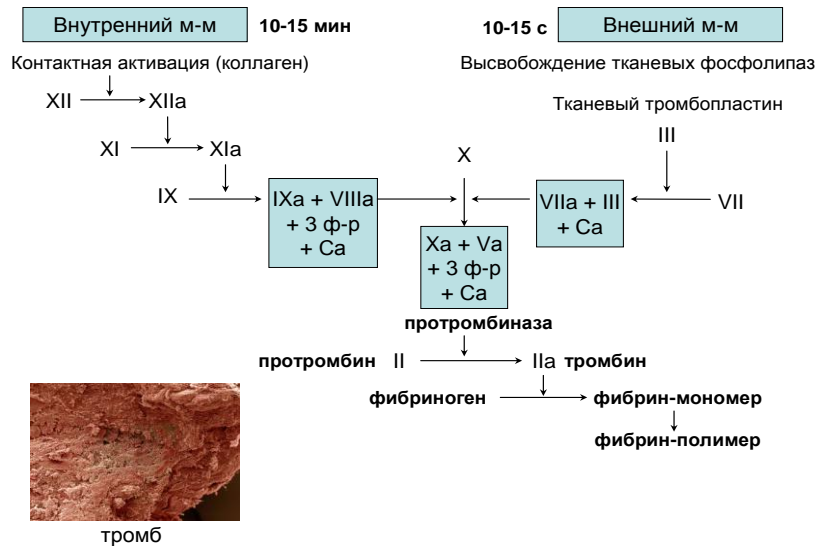 Внутренний м-м
10-15 мин
10-15 с
Внешний м-м
Контактная активация (коллаген)
Высвобождение тканевых фосфолипаз
XII
XIIa
Тканевый тромбопластин
III
XI
XIa
X
IX
IXa + VIIIa
+ 3 ф-р
+ Ca
VIIa + III
+ Ca
VII
Xa + Va
+ 3 ф-р
+ Ca
протромбиназа
протромбин II
IIa тромбин
фибриноген
фибрин-мономер
фибрин-полимер
тромб